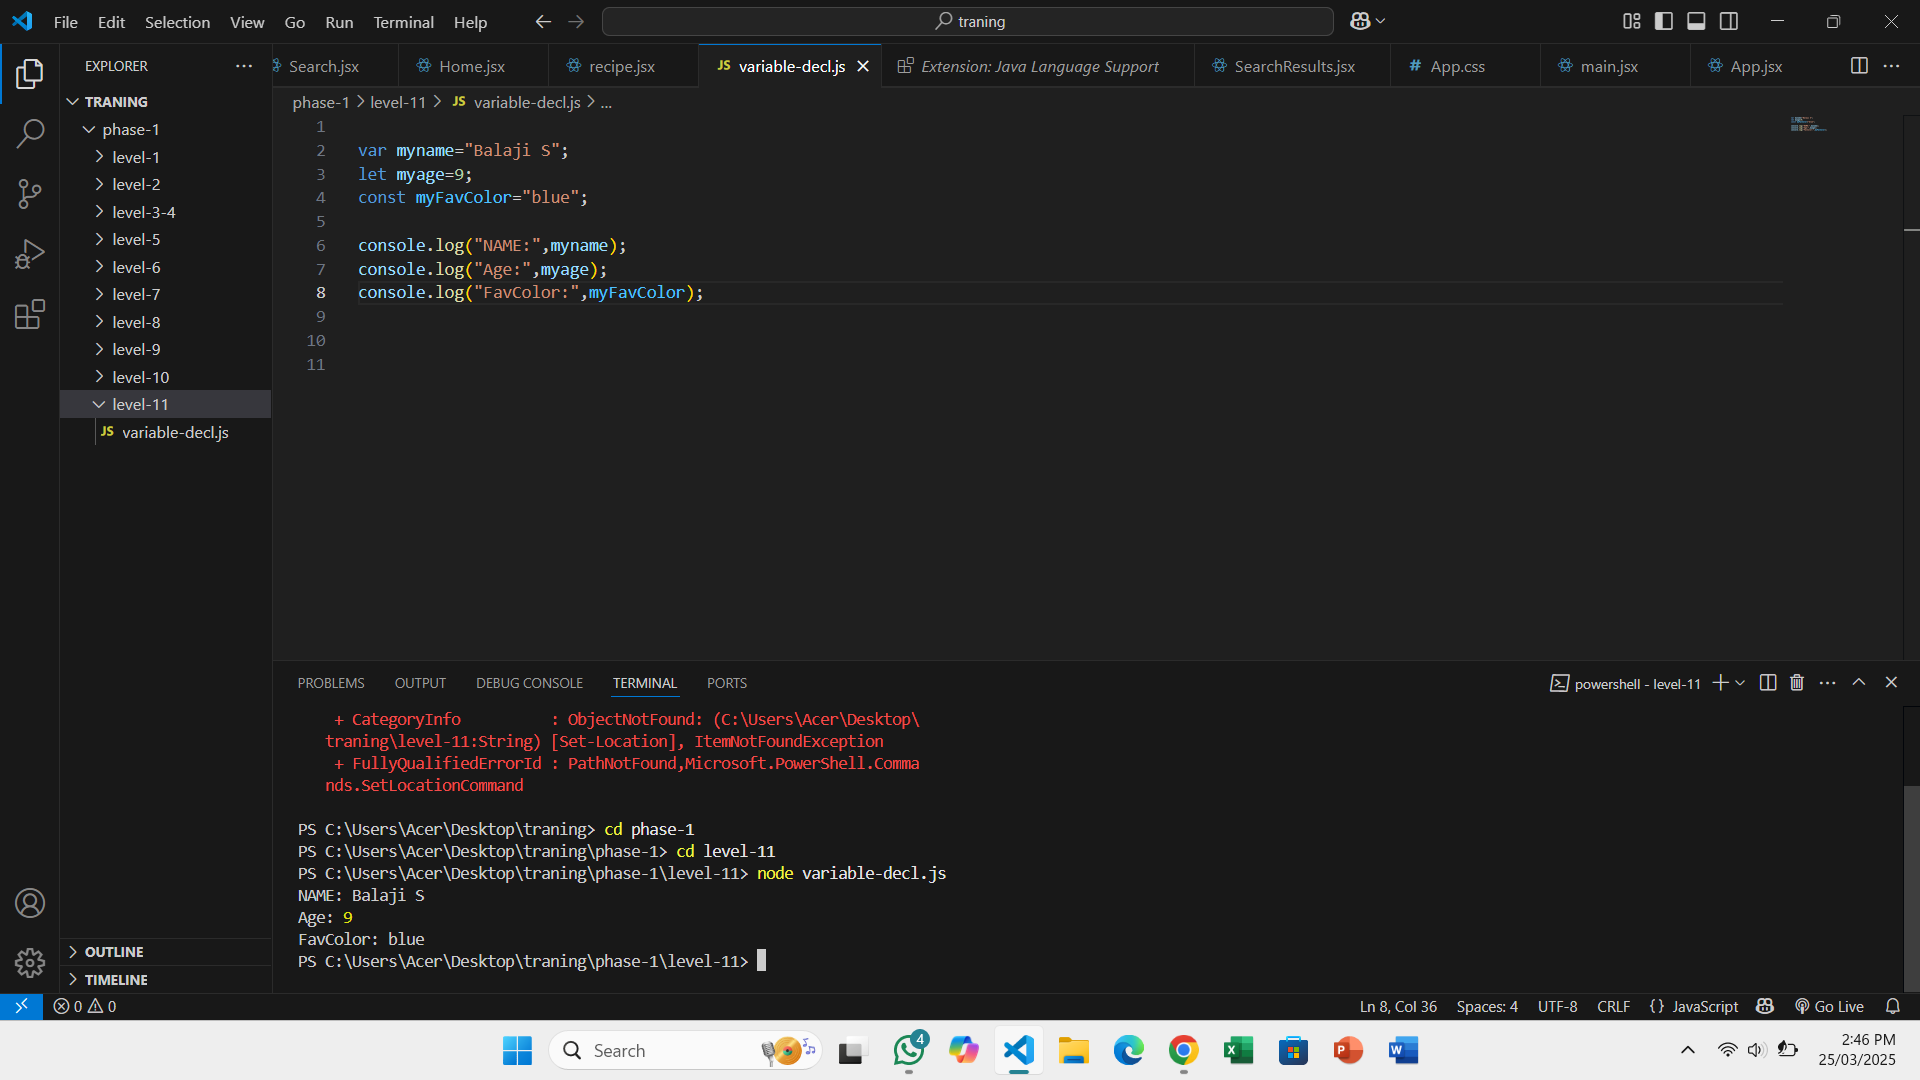 File Edit Selection View Go Run Terminal Help
traning
EXPLORER
Search.jsx
Home.jsx
recipe.jsx
JS variable-decl.js
Extension: Java Language Support
SearchResults.jsx
# App.css
main.jsx
App.jsx
TRANING
phase-1
level-1
level-2
level-3-4
level-5
level-6
level-7
level-8
level-9
level-10
level-11
JS variable-decl.js
OUTLINE
TIMELINE
phase-1 > level-11 > JS variable-decl.js > ...
1
2 var myname="Balaji S";
3 let myage=9;
4 const myFavColor="blue";
5
6 console.log("NAME:",myname);
7 console.log("Age:",myage);
8 console.log("FavColor:",myFavColor);
9
10
11
PROBLEMS OUTPUT DEBUG CONSOLE TERMINAL PORTS
powershell - level-11
+ CategoryInfo : ObjectNotFound: (C:\Users\Acer\Desktop\
traning\level-11:String) [Set-Location], ItemNotFoundException
+ FullyQualifiedErrorId : PathNotFound,Microsoft.PowerShell.Comma
nds.SetLocationCommand
PS C:\Users\Acer\Desktop\traning> cd phase-1
PS C:\Users\Acer\Desktop\traning\phase-1> cd level-11
PS C:\Users\Acer\Desktop\traning\phase-1\level-11> node variable-decl.js
NAME: Balaji S
Age: 9
FavColor: blue
PS C:\Users\Acer\Desktop\traning\phase-1\level-11>
0 0
Ln 8, Col 36 Spaces: 4 UTF-8 CRLF {} JavaScript Go Live
Search
4
2:46 PM
25/03/2025